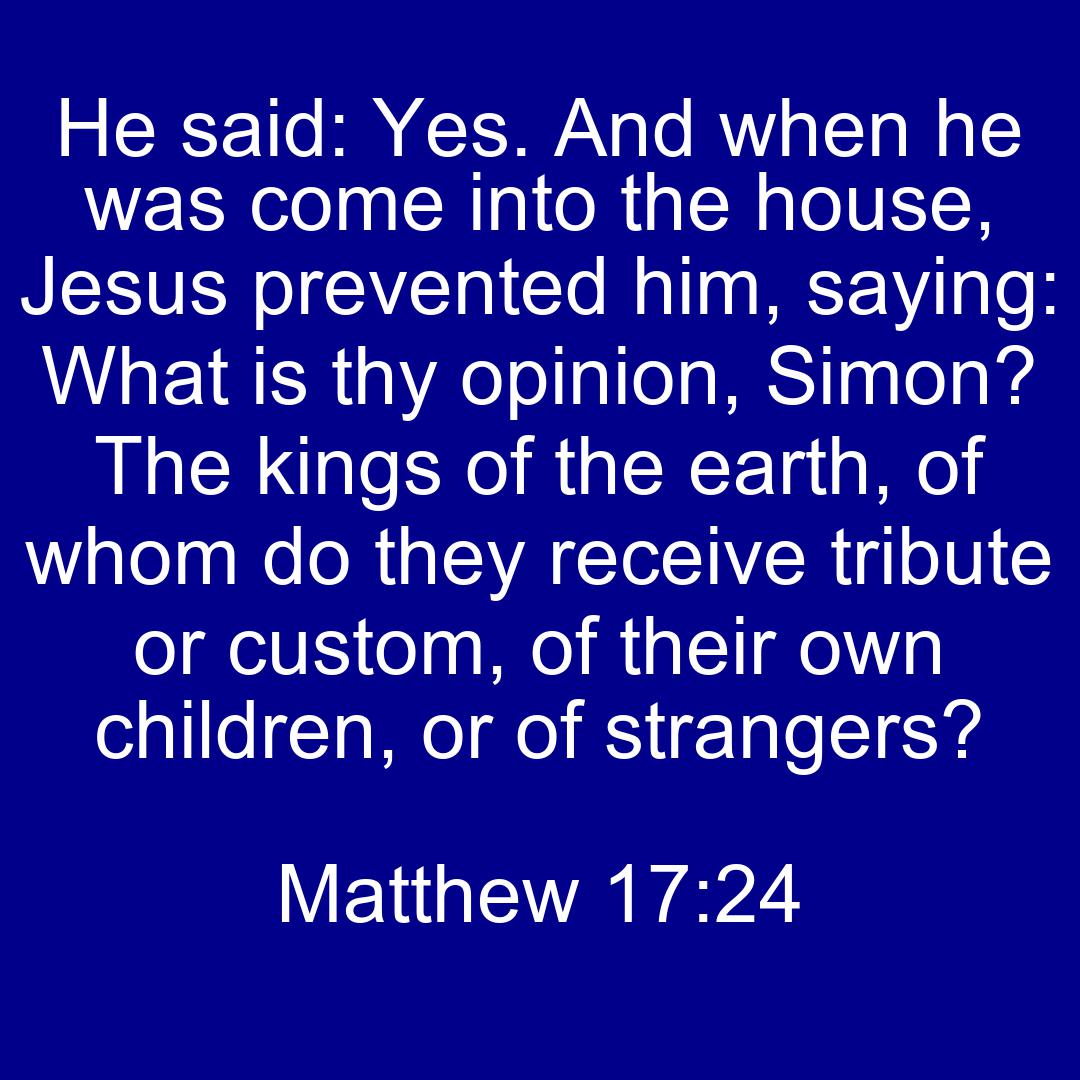 He said: Yes. And when he
was come into the house,
Jesus prevented him, saying:
What is thy opinion, Simon?
The kings of the earth, of
whom do they receive tribute
or custom, of their own
children, or of strangers?
Matthew 17:24